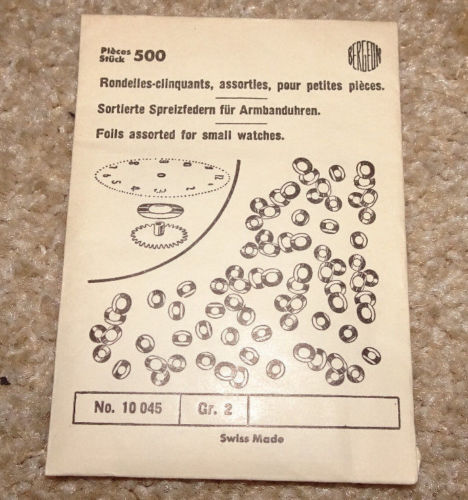 Pièces
Stück 500
BERGEON
Rondelles-clinquants, assorties, pour petites pièces.
Sortierte Spreizfedern für Armbanduhren.
Foils assorted for small watches.
No. 10 045 Gr. 2
Swiss Made